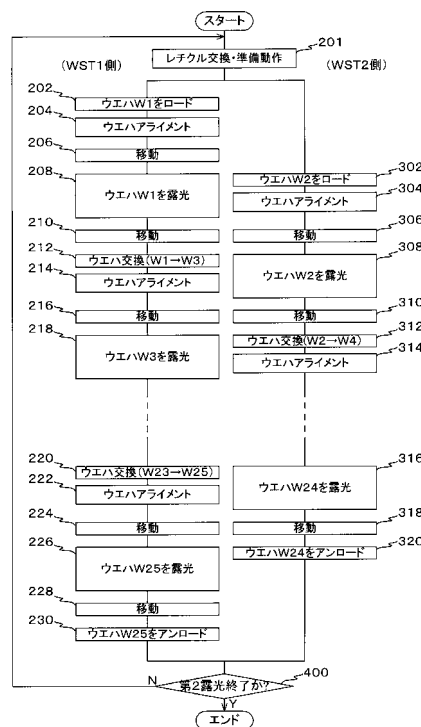 スタート
201
レチクル交換・準備動作
(WST1側)
(WST2側)
202
ウエハW1をロード
204
ウエハアライメント
206
移動
208
ウエハW1を露光
302
ウエハW2をロード
304
ウエハアライメント
210
移動
306
移動
212
ウエハ交換(W1→W3)
308
ウエハW2を露光
214
ウエハアライメント
216
移動
310
移動
218
ウエハW3を露光
312
ウエハ交換(W2→W4)
314
ウエハアライメント
220
ウエハ交換(W23→W25)
316
ウエハW24を露光
222
ウエハアライメント
224
移動
318
移動
226
ウエハW25を露光
320
ウエハW24をアンロード
228
移動
230
ウエハW25をアンロード
400
N
第2露光終了か?
Y
エンド